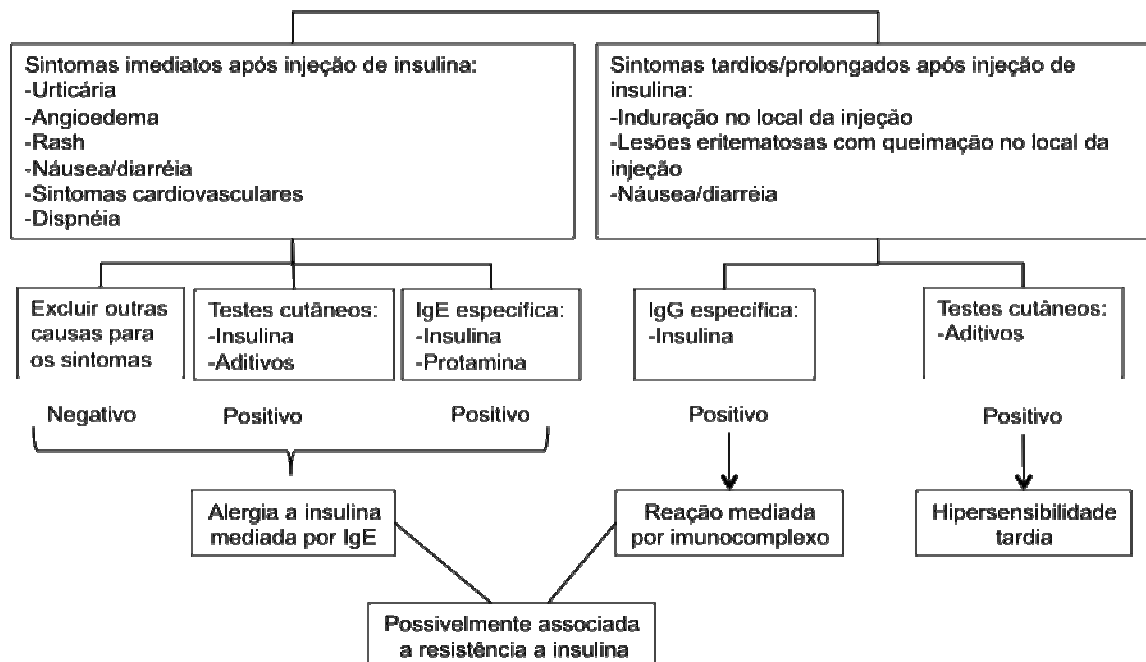 Sintomas imediatos após injeção de insulina:
-Urticária
-Angioedema
-Rash
-Náusea/diarréia
-Sintomas cardiovasculares
-Dispnéia
Sintomas tardios/prolongados após injeção de
insulina:
-Induração no local da injeção
-Lesões eritematosas com queimação no local da
injeção
-Náusea/diarréia
Excluir outras
causas para
os sintomas
Testes cutâneos:
-Insulina
-Aditivos
IgE específica:
-Insulina
-Protamina
IgG específica:
-Insulina
Testes cutâneos:
-Aditivos
Negativo
Positivo
Positivo
Positivo
Positivo
Alergia a insulina
mediada por IgE
Reação mediada
por imunocomplexo
Hipersensibilidade
tardia
Possivelmente associada
a resistência a insulina